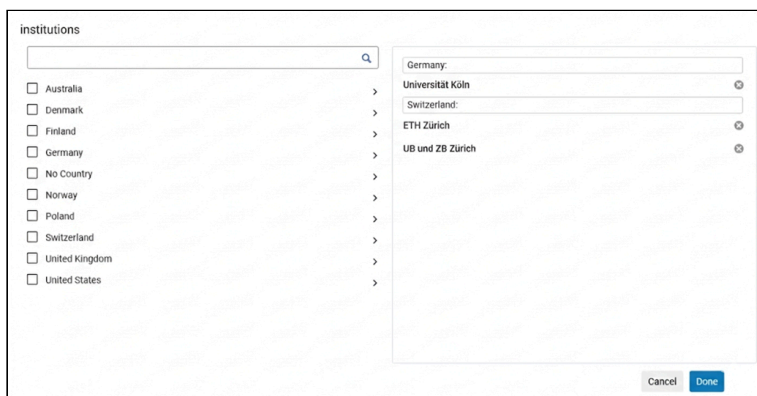 institutions
Australia
Denmark
Finland
Germany
No Country
Norway
Poland
Switzerland
United Kingdom
United States
Germany:
Universität Köln
Switzerland:
ETH Zürich
UB und ZB Zürich
Cancel
Done